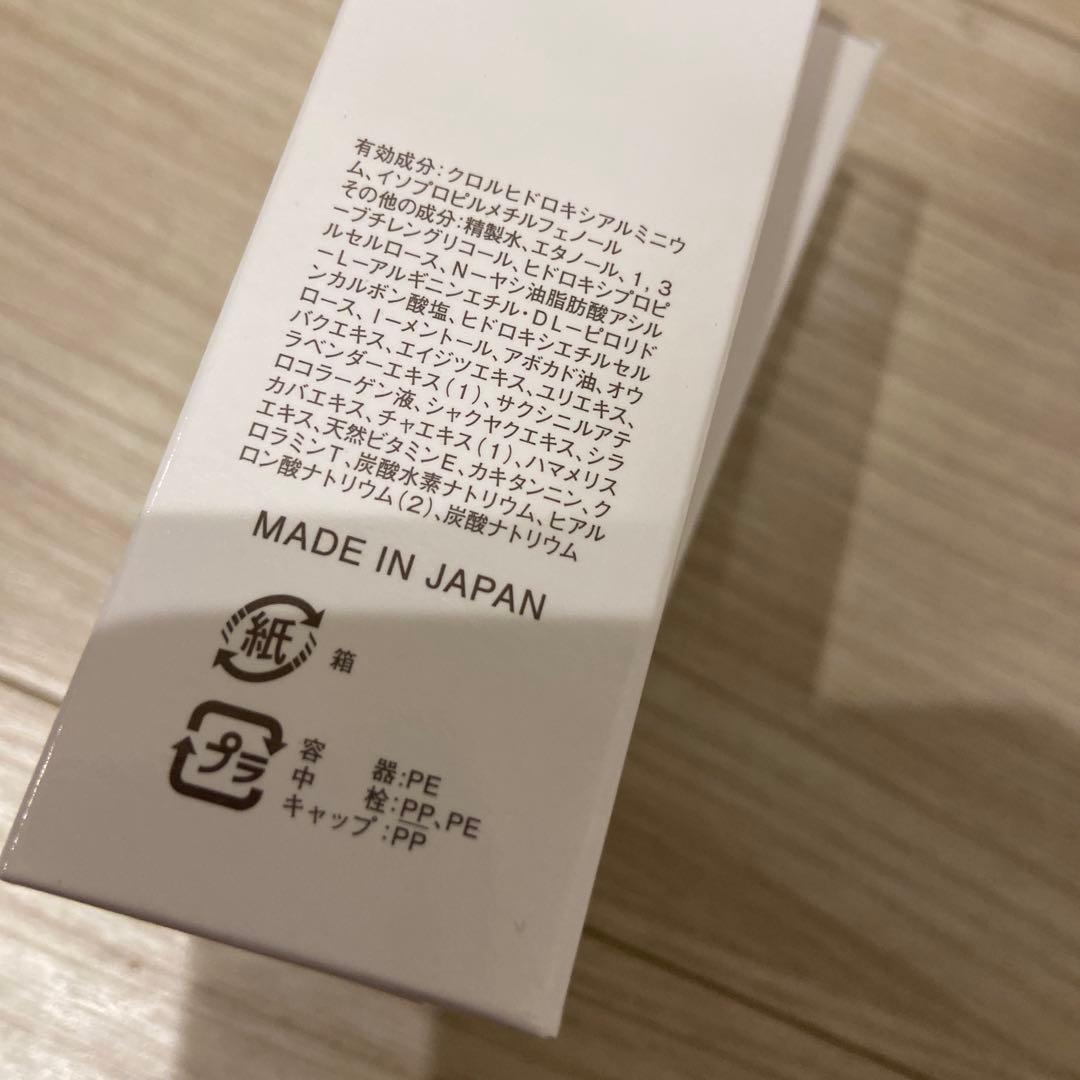 有効成分：クロルヒドロキシアルミニウ
ム、イソプロピルメチルフェノール
その他の成分：精製水、エタノール、1，3
ーブチレングリコール、ヒドロキシプロピ
ルセルロース、Nーヤシ油脂肪酸アシル
ーLーアルギニンエチル・DLーピロリド
ンカルボン酸塩、ヒドロキシエチルセル
ロース、lーメントール、アボカド油、オウ
バクエキス、エイジツエキス、ユリエキス、
ラベンダーエキス（1）、サクシニルアテ
ロコラーゲン液、シャクヤクエキス、シラ
カバエキス、チャエキス（1）、ハマメリス
エキス、天然ビタミンE、カキタンニン、ク
ロラミンT、炭酸水素ナトリウム、ヒアル
ロン酸ナトリウム（2）、炭酸ナトリウム
MADE IN JAPAN
紙 箱
プラ
容 器：PE
中 栓：PP、PE
キャップ：PP